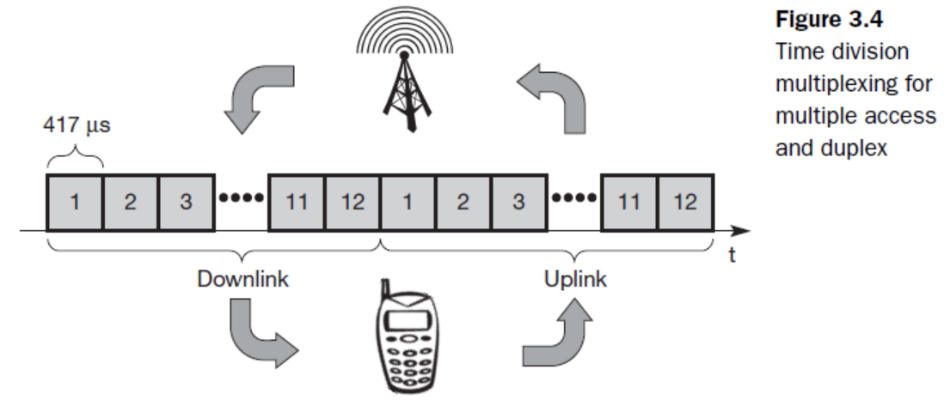 Figure 3.4
Time division
multiplexing for
multiple access
and duplex
417 µs
1 2 3 •••• 11 12 1 2 3 •••• 11 12
t
Downlink Uplink